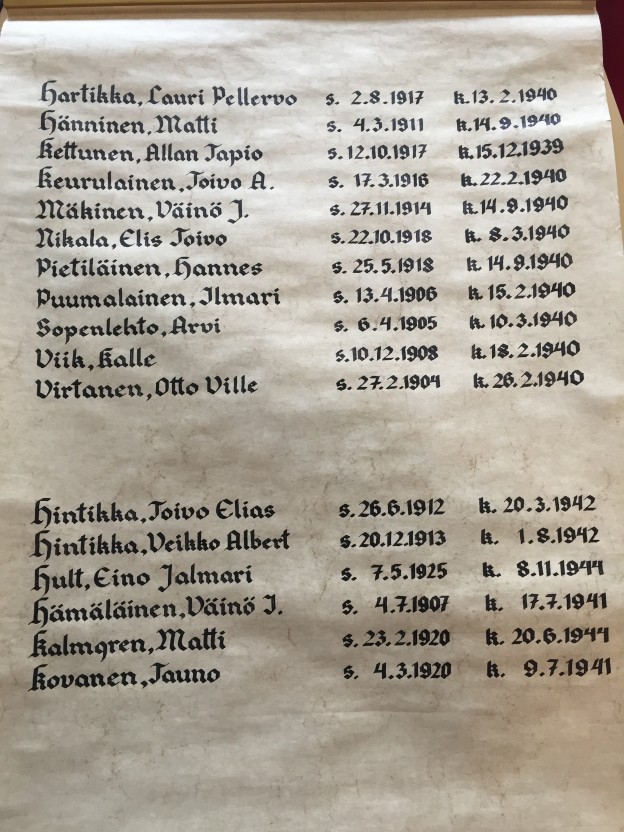 Hartikka, Lauri Pellervo s. 2.8.1917 k. 13.2.1940
Hänninen, Matti s. 4.3.1911 k. 14.9.1940
Kettunen, Allan Tapio s. 12.10.1917 k. 15.12.1939
Keurulainen, Toivo A. s. 17.3.1916 k. 22.2.1940
Mäkinen, Väinö J. s. 27.11.1914 k. 14.9.1940
Nikala, Elis Toivo s. 22.10.1918 k. 8.3.1940
Pietiläinen, Hannes s. 25.5.1918 k. 14.9.1940
Puumalainen, Ilmari s. 13.4.1906 k. 15.2.1940
Sopenlehto, Arvi s. 6.4.1905 k. 10.3.1940
Viik, Kalle s. 10.12.1908 k. 18.2.1940
Virtanen, Otto Ville s. 27.2.1904 k. 26.2.1940
Hintikka, Toivo Elias s. 26.6.1912 k. 20.3.1942
Hintikka, Veikko Albert s. 20.12.1913 k. 1.8.1942
Hult, Eino Jalmari s. 7.5.1925 k. 8.11.1944
Hämäläinen, Väinö I. s. 4.7.1907 k. 17.7.1941
Kalmqren, Matti s. 23.2.1920 k. 20.6.1944
Kovanen, Tauno s. 4.3.1920 k. 9.7.1941